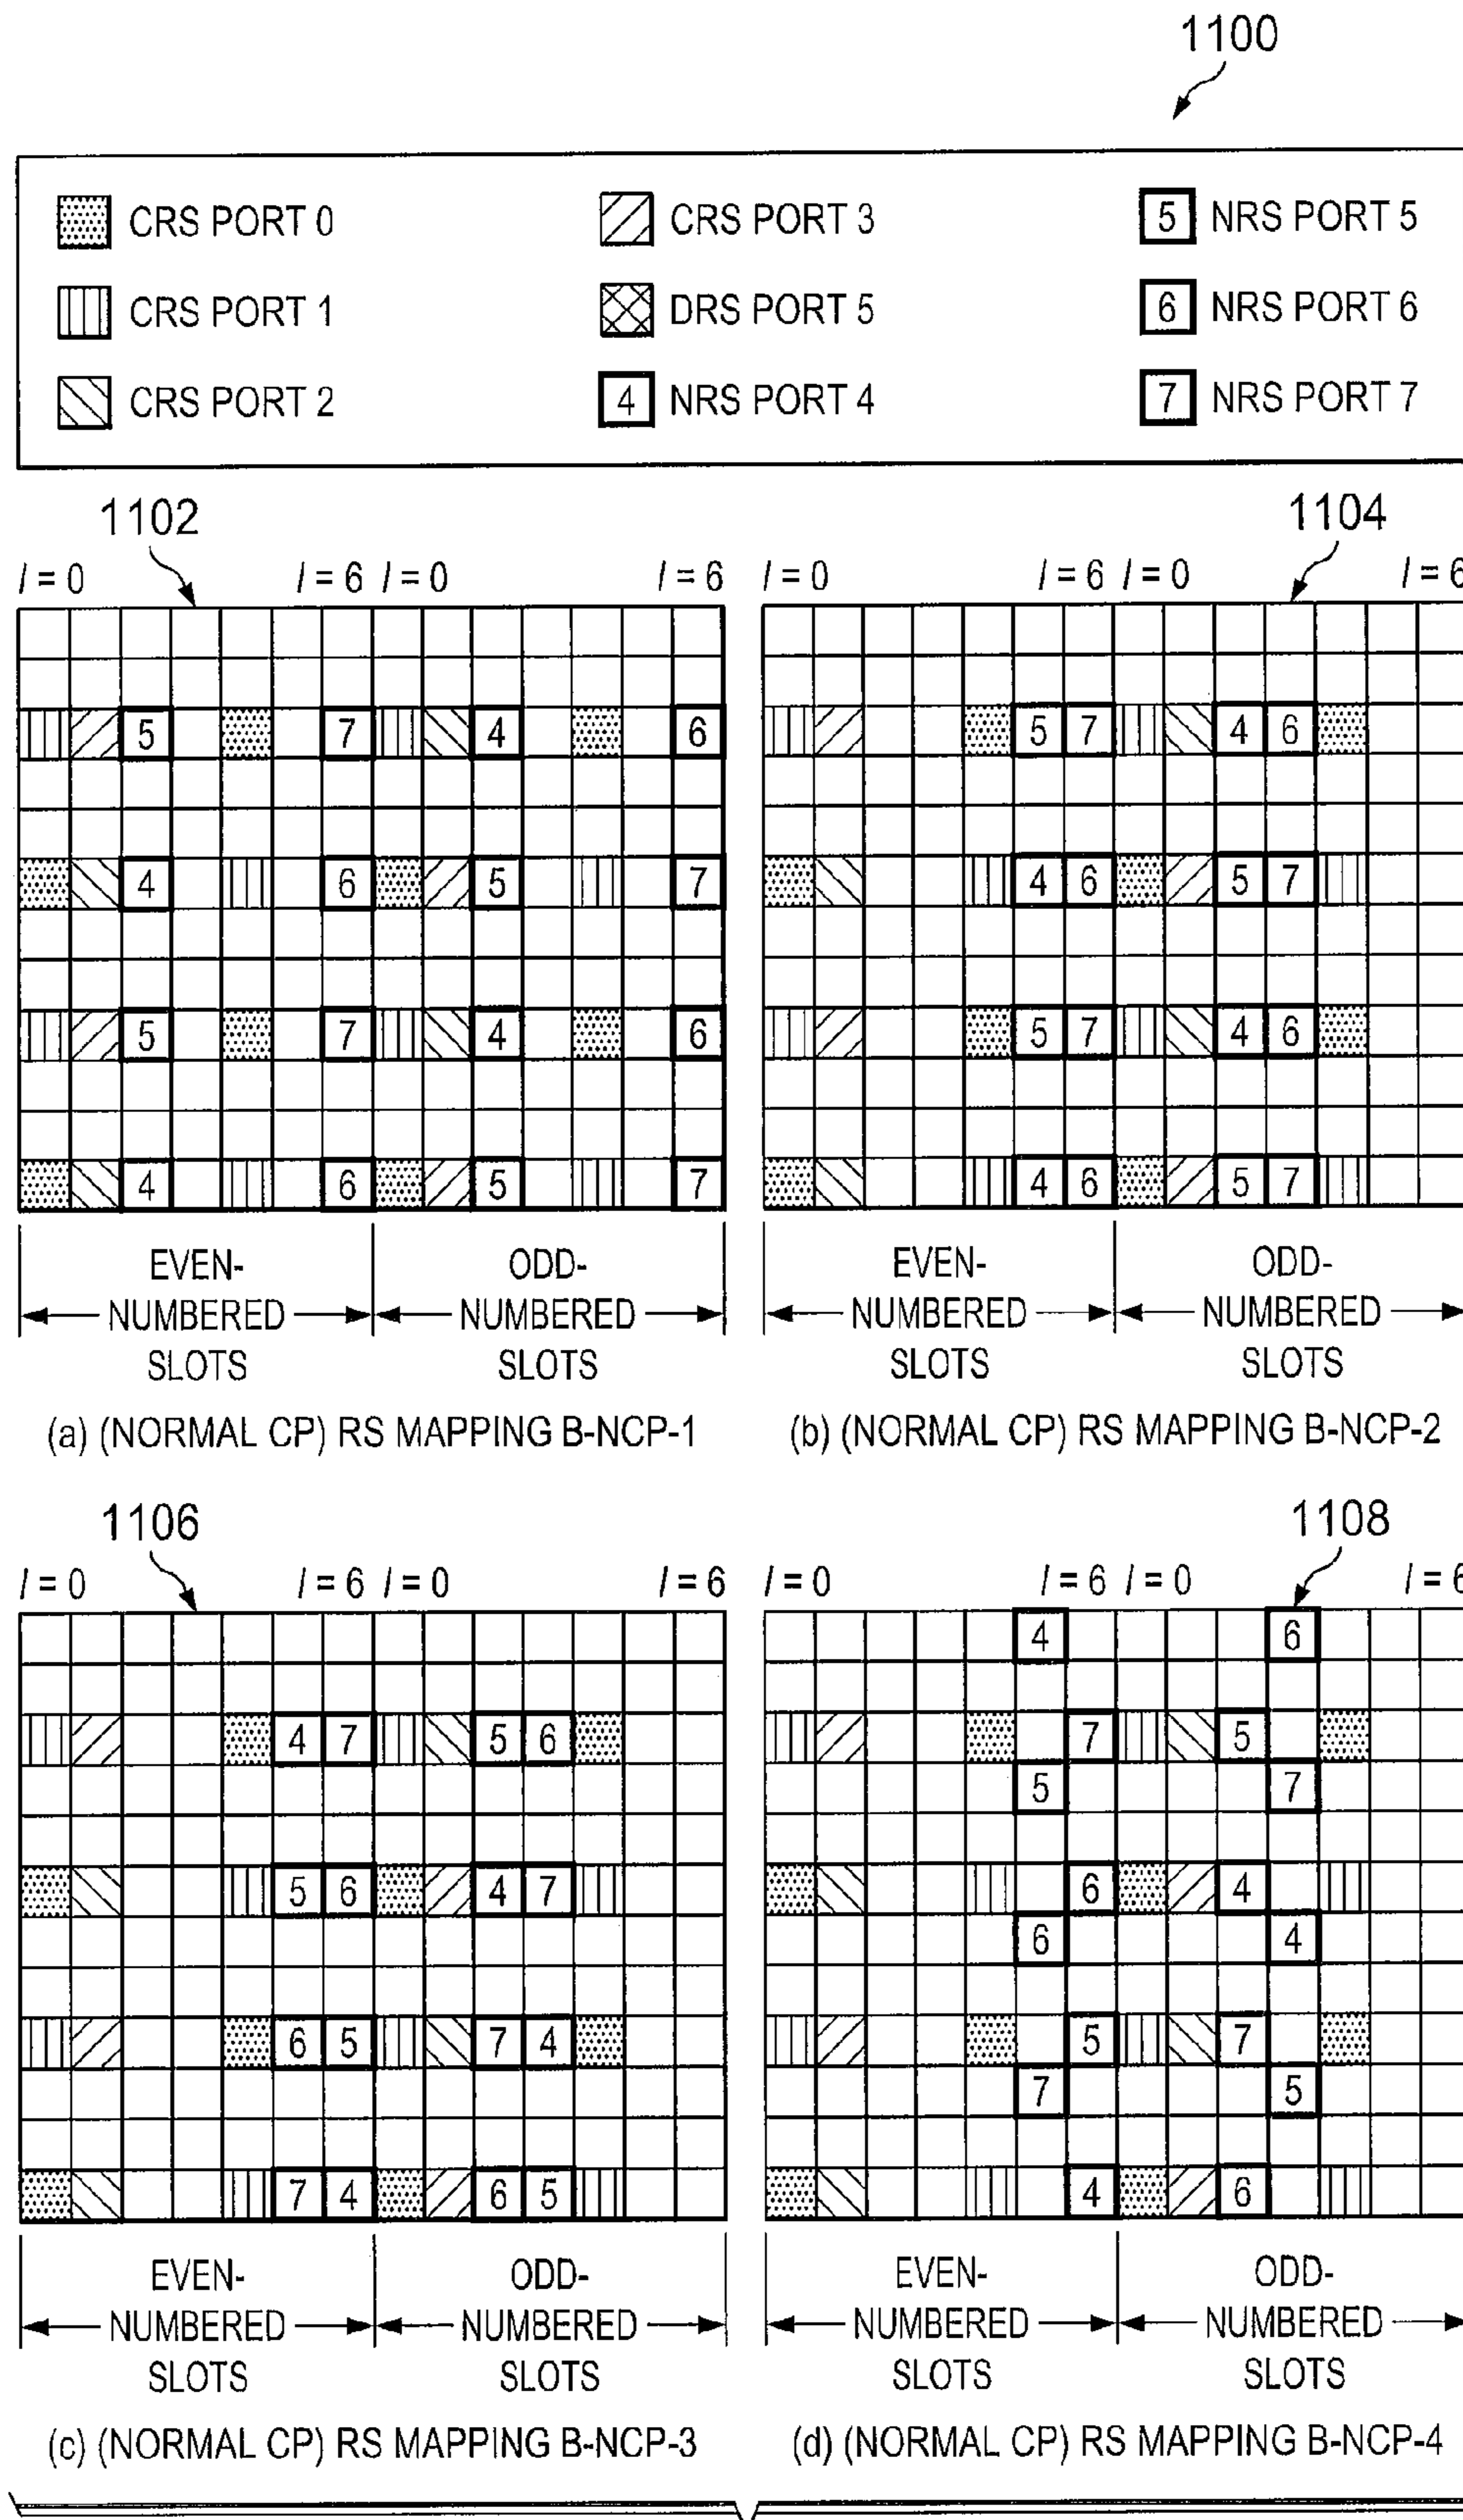 1100
CRS PORT 0
CRS PORT 3
5 NRS PORT 5
CRS PORT 1
DRS PORT 5
6 NRS PORT 6
CRS PORT 2
4 NRS PORT 4
7 NRS PORT 7
1102
1104
l = 0 l = 6 l = 0 l = 6
l = 0 l = 6 l = 0 l = 6
5 7 4 6
5 7 4 6
4 6 5 7
4 6 5 7
5 7 4 6
5 7 4 6
4 6 5 7
4 6 5 7
EVEN-
NUMBERED
SLOTS
ODD-
NUMBERED
SLOTS
EVEN-
NUMBERED
SLOTS
ODD-
NUMBERED
SLOTS
(a) (NORMAL CP) RS MAPPING B-NCP-1
(b) (NORMAL CP) RS MAPPING B-NCP-2
1106
1108
l = 0 l = 6 l = 0 l = 6
l = 0 l = 6 l = 0 l = 6
4 6
4 7 5 6
7 5
5 7
5 6 4 7
6 4
6 4
6 5 7 4
5 7
7 5
7 4 6 5
4 6
EVEN-
NUMBERED
SLOTS
ODD-
NUMBERED
SLOTS
EVEN-
NUMBERED
SLOTS
ODD-
NUMBERED
SLOTS
(c) (NORMAL CP) RS MAPPING B-NCP-3
(d) (NORMAL CP) RS MAPPING B-NCP-4